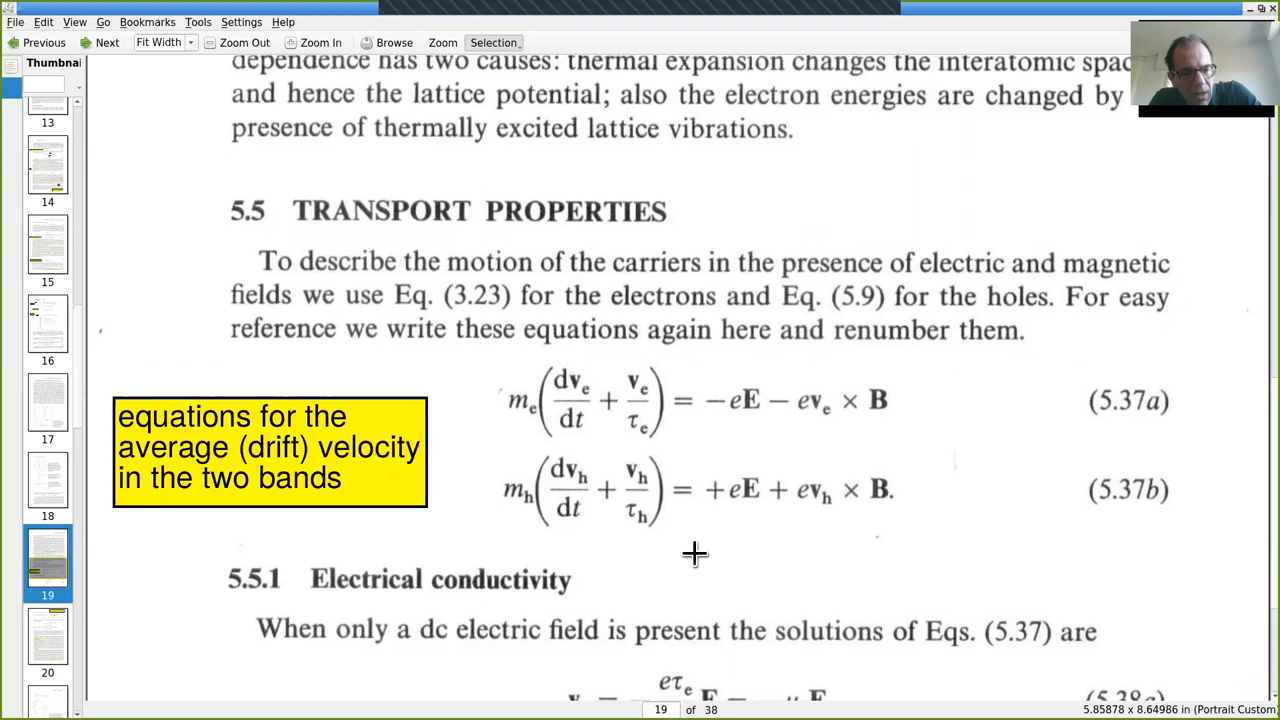 File Edit View Go Bookmarks Tools Settings Help
Previous Next Fit Width Zoom Out Zoom In Browse Zoom Selection
Thumbnai
13
14
15
16
17
18
19
20
dependence has two causes: thermal expansion changes the interatomic spac
and hence the lattice potential; also the electron energies are changed by
presence of thermally excited lattice vibrations.
5.5 TRANSPORT PROPERTIES
To describe the motion of the carriers in the presence of electric and magnetic
fields we use Eq. (3.23) for the electrons and Eq. (5.9) for the holes. For easy
reference we write these equations again here and renumber them.
mₑ(dvₑ/dt + vₑ/τₑ) = −eE − evₑ × B (5.37a)
equations for the
average (drift) velocity
in the two bands
mₕ(dvₕ/dt + vₕ/τₕ) = +eE + evₕ × B. (5.37b)
5.5.1 Electrical conductivity
When only a dc electric field is present the solutions of Eqs. (5.37) are
19 of 38 5.85878 x 8.64986 in (Portrait Custom)